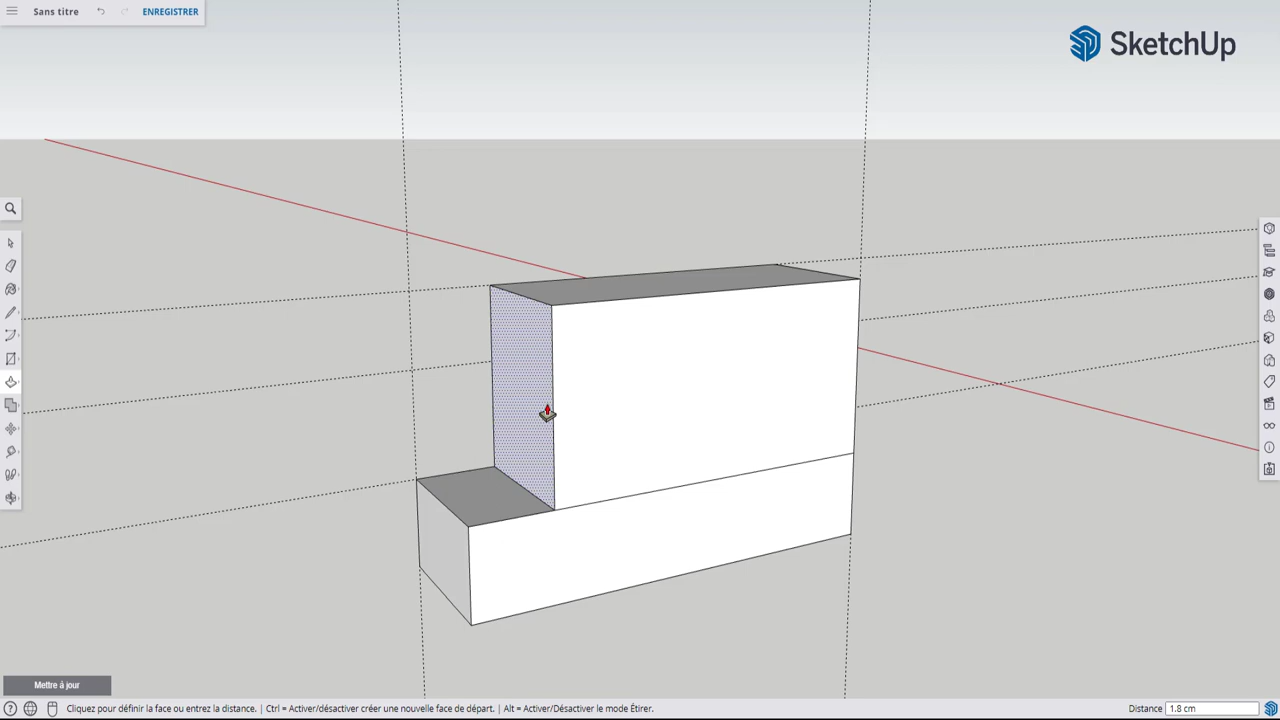 Sans titre
ENREGISTRER
SketchUp
Mettre à jour
Cliquez pour définir la face ou entrez la distance. | Ctrl = Activer/désactiver créer une nouvelle face de départ. | Alt = Activer/Désactiver le mode Étirer.
Distance 1.8 cm